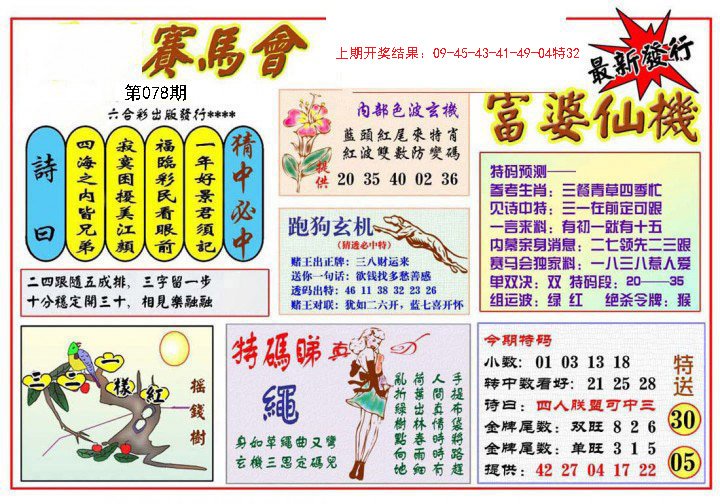 賽馬會
上期开奖结果：09-45-43-41-49-04特32
最新發行
第078期
六合彩出版發行****
富婆仙機
猜中必中
一年好景君須記
福臨彩民看眼前
寂寞困擾美江顏
四海之内皆兄弟
詩曰
二四跟隨五成排，三字留一步
十分穩定開三十，相見樂融融
内部色波玄機
藍頭紅尾來特肖
紅波雙數防變碼
提供
20 35 40 02 36
跑狗玄机
(猜透必中特)
赌王出正牌：三八财运来
送你一句话：欲钱找多愁善感
透码出特：46 11 38 32 23 26
赌王对联：犹如二六开，蓝七喜开怀
特码预测——
参考生肖：三餐青草四季忙
见诗中特：三一在前定可跟
一言来料：有初一就有十五
内幕亲身消息：二七领先二三跟
赛马会独家料：一八三八惹人爱
单双决：双 特码段：20——35
组运波：绿 红 绝杀令牌：猴
一
二
三
樣
紅
摇錢樹
特碼睇真
繩
身如草繩曲又彎
玄機三恩定碼兒
手提布袋將路趕
人間真情春時有
荷葉出林春雨細
亂折綠樹點向地
今期特码
小数：01 03 13 18
转中数看好：21 25 28
诗曰：四人联盟可中三
金牌尾数：双旺 8 2 6
金牌尾数：单旺 3 1 5
提供：42 27 04 17 22
特送
30
05